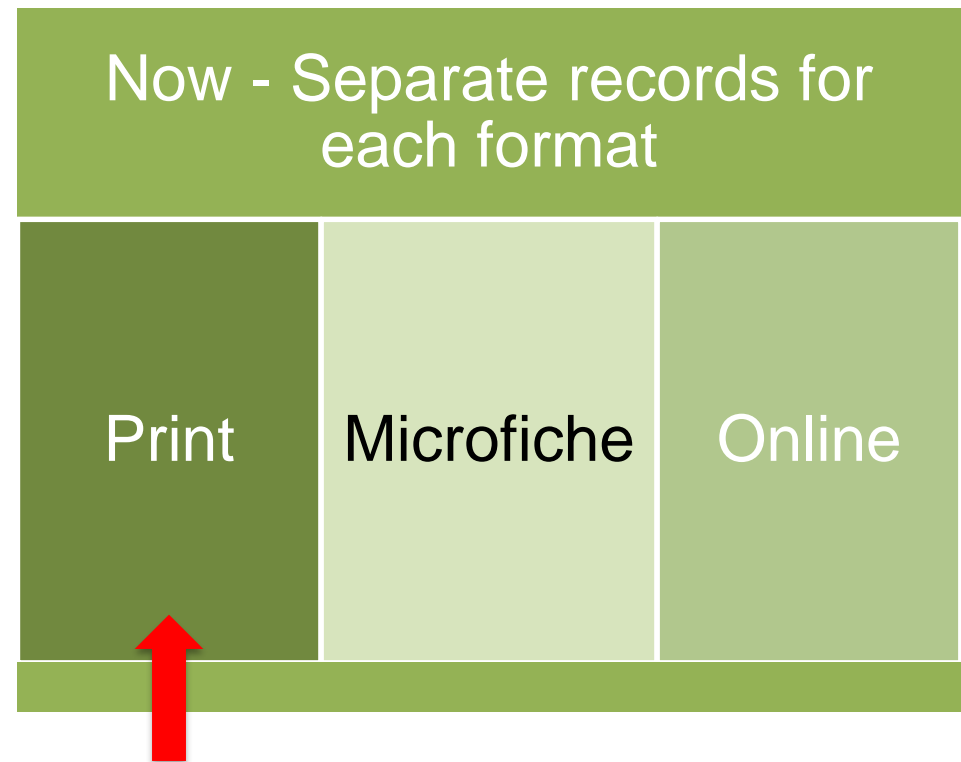 Now - Separate records for
each format
Print
Microfiche
Online